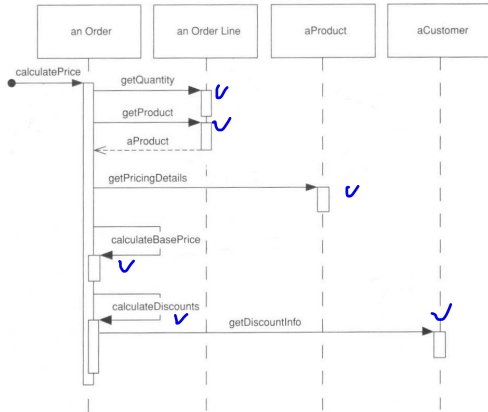 an Order
an Order Line
aProduct
aCustomer
calculatePrice
getQuantity
getProduct
aProduct
getPricingDetails
calculateBasePrice
calculateDiscounts
getDiscountInfo